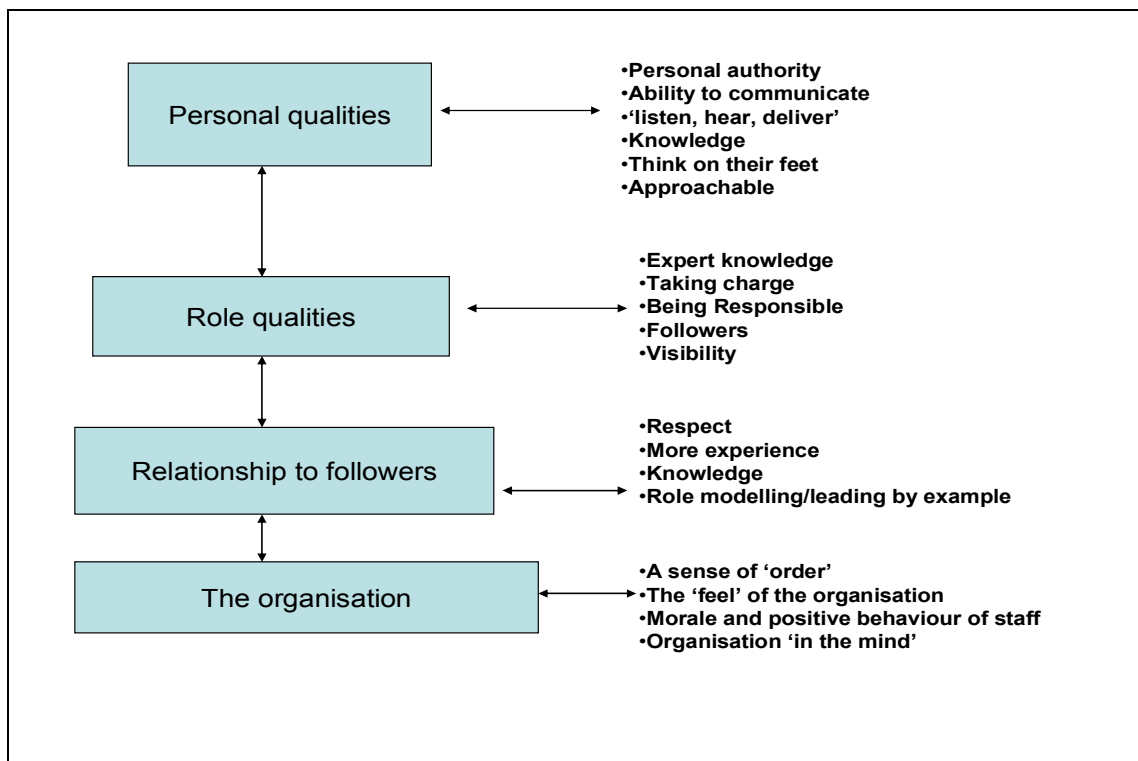 Personal qualities
•Personal authority
•Ability to communicate
•‘listen, hear, deliver’
•Knowledge
•Think on their feet
•Approachable
Role qualities
•Expert knowledge
•Taking charge
•Being Responsible
•Followers
•Visibility
Relationship to followers
•Respect
•More experience
•Knowledge
•Role modelling/leading by example
The organisation
•A sense of ‘order’
•The ‘feel’ of the organisation
•Morale and positive behaviour of staff
•Organisation ‘in the mind’